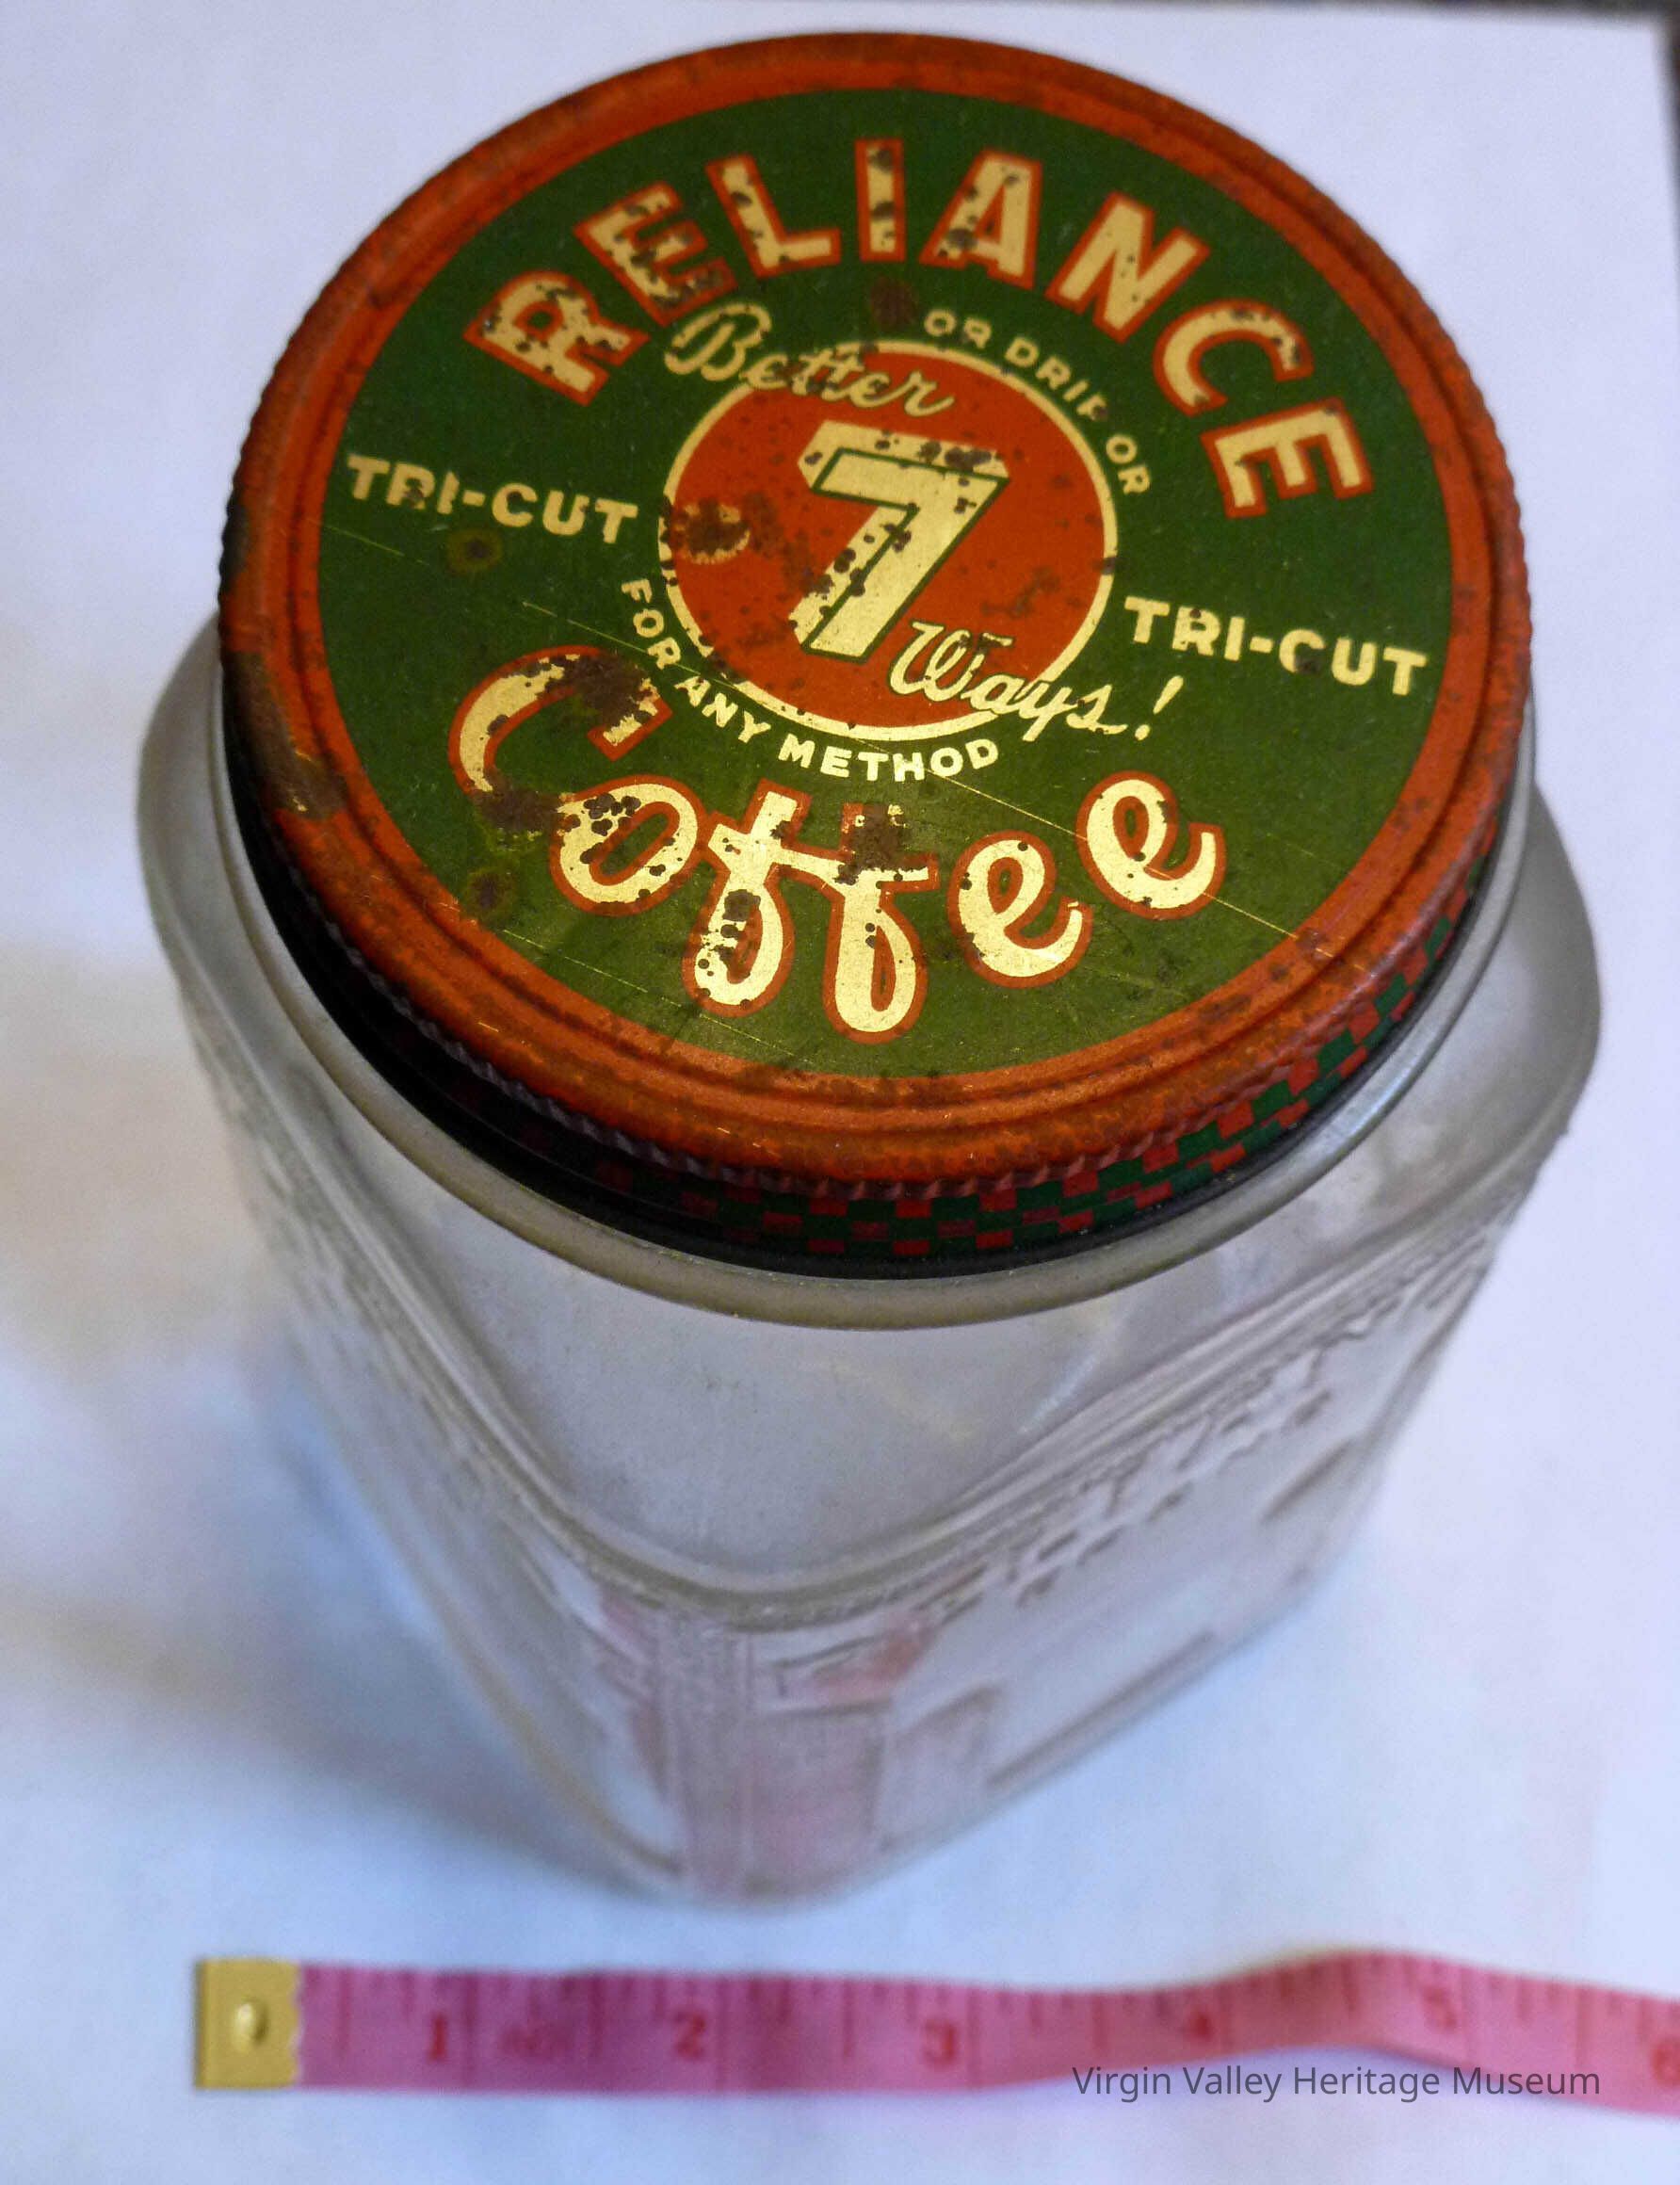 RELIANCE
Better
OR DRIP OR
7
TRI-CUT
TRI-CUT
Ways!
FOR ANY METHOD
Coffee
1 2 3 4 5 6
Virgin Valley Heritage Museum